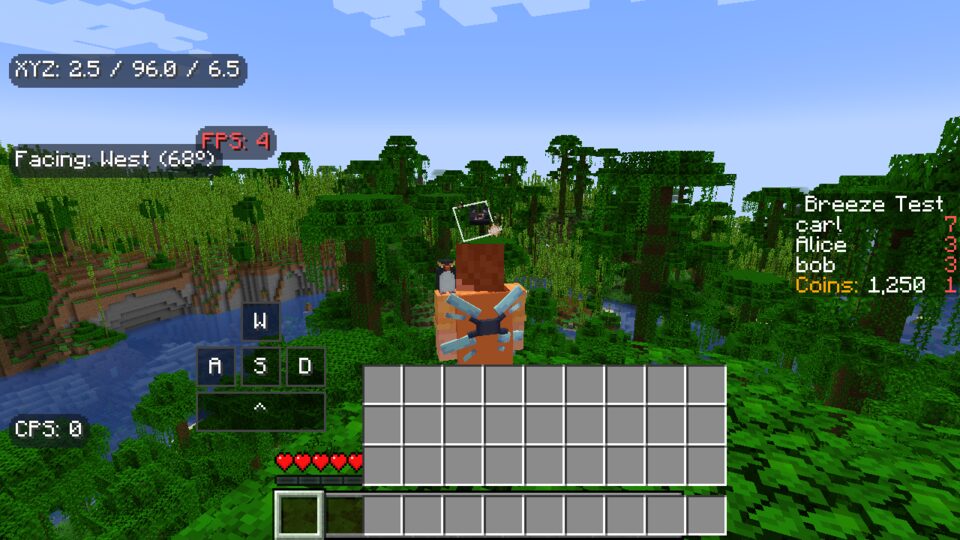 XYZ: 2.5 / 96.0 / 6.5
FPS: 4
Facing: West (68°)
Breeze Test
carl 7
Alice 3
bob 3
Coins: 1,250 1
W
A S D
^
CPS: 0